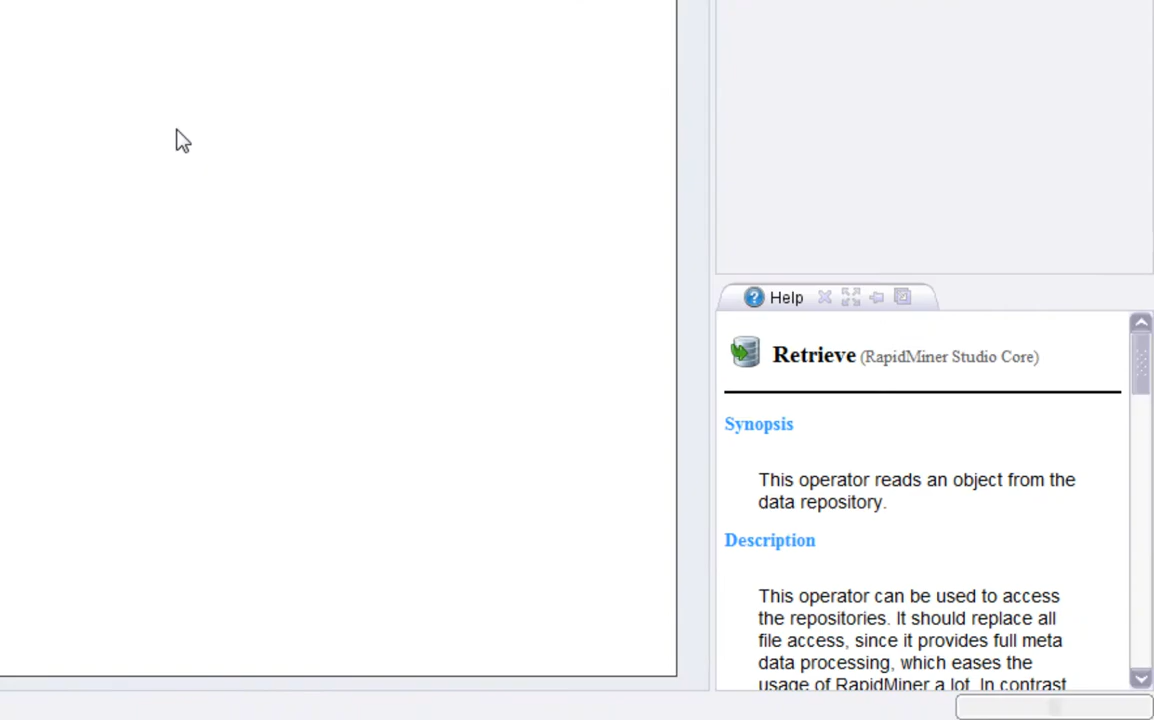 Help
Retrieve (RapidMiner Studio Core)
Synopsis
This operator reads an object from the
data repository.
Description
This operator can be used to access
the repositories. It should replace all
file access, since it provides full meta
data processing, which eases the
usage of RapidMiner a lot. In contrast